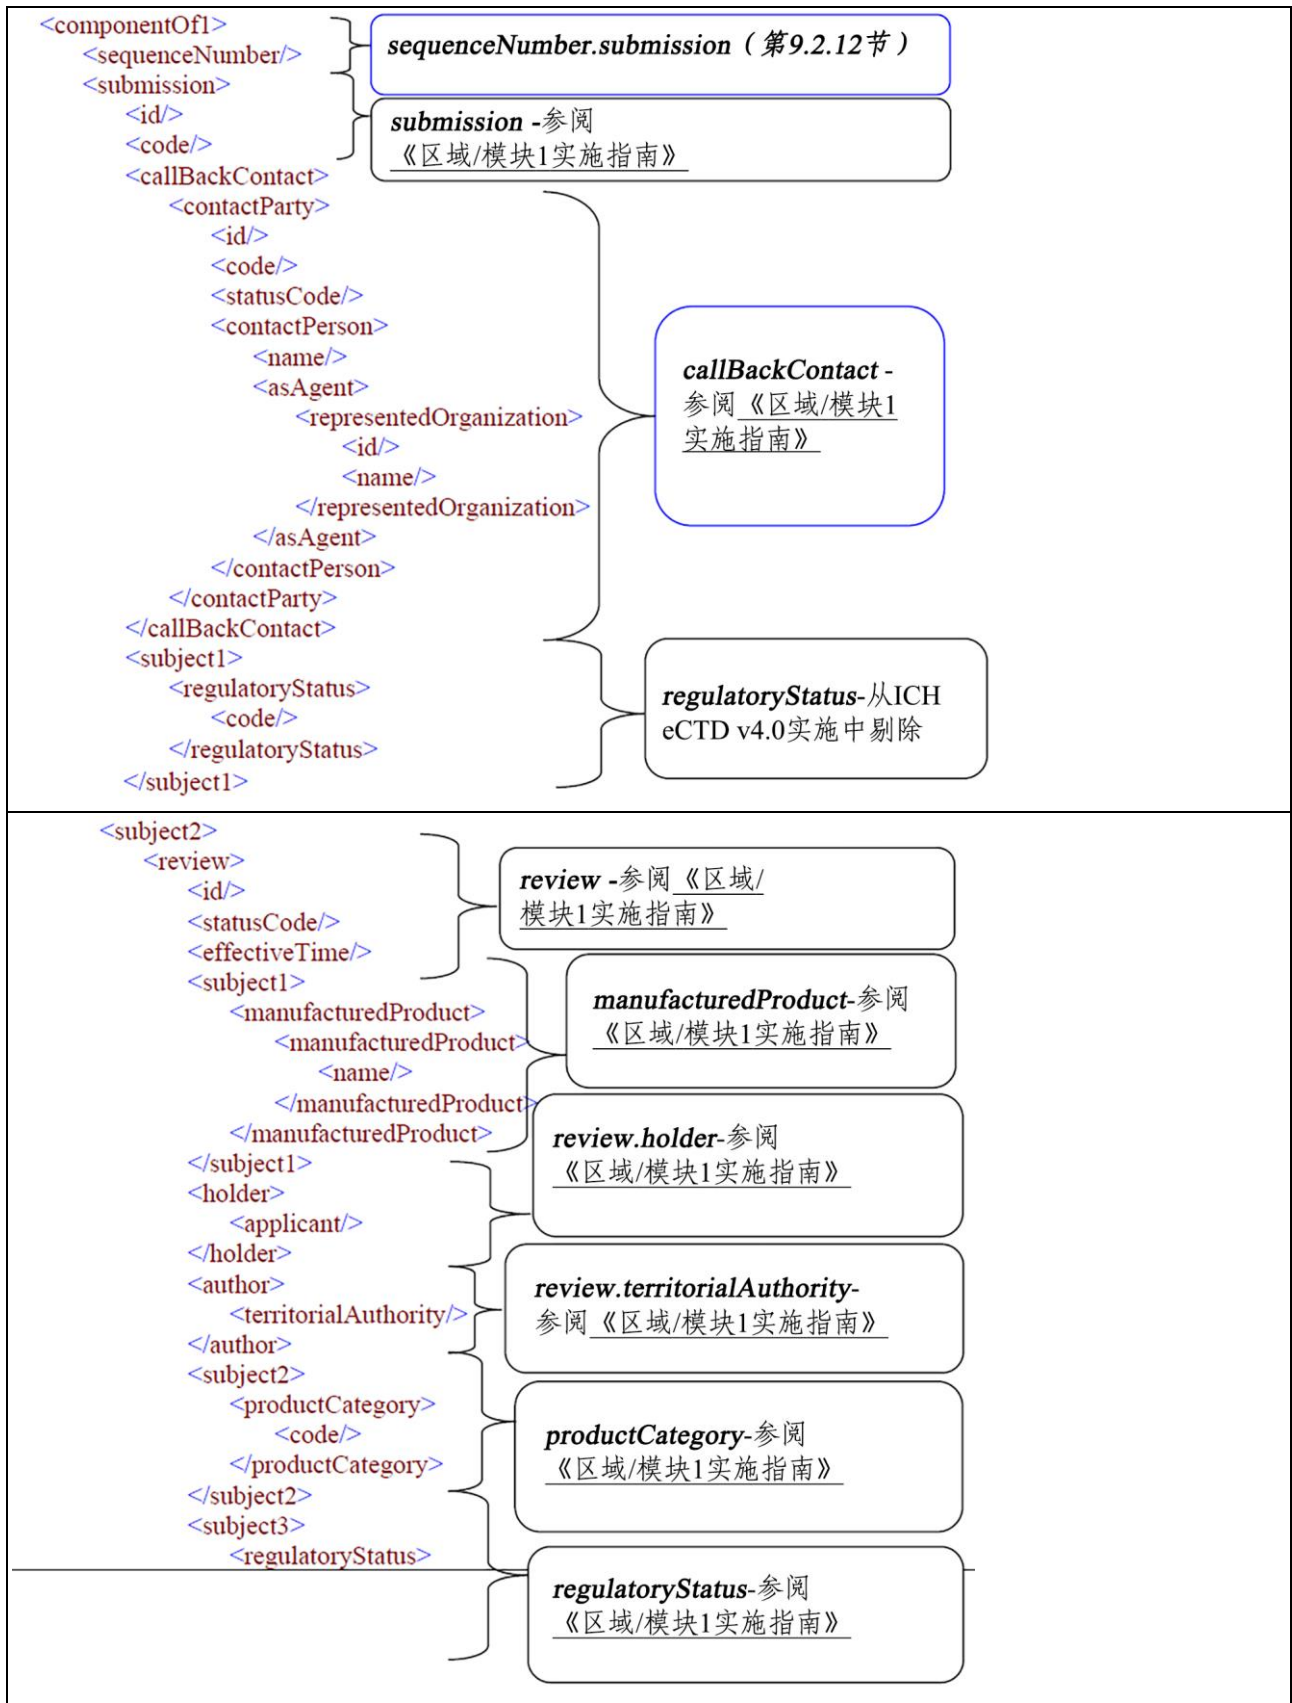 <componentOf1>
<sequenceNumber/>
<submission>
<id/>
<code/>
<callBackContact>
<contactParty>
<id/>
<code/>
<statusCode/>
<contactPerson>
<name/>
<asAgent>
<representedOrganization>
<id/>
<name/>
</representedOrganization>
</asAgent>
</contactPerson>
</contactParty>
</callBackContact>
<subject1>
<regulatoryStatus>
<code/>
</regulatoryStatus>
</subject1>
sequenceNumber.submission（第9.2.12节）
submission -参阅
《区域/模块1实施指南》
callBackContact -
参阅《区域/模块1
实施指南》
regulatoryStatus-从ICH
eCTD v4.0实施中剔除
<subject2>
<review>
<id/>
<statusCode/>
<effectiveTime/>
<subject1>
<manufacturedProduct>
<manufacturedProduct>
<name/>
</manufacturedProduct>
</manufacturedProduct>
</subject1>
<holder>
<applicant/>
</holder>
<author>
<territorialAuthority/>
</author>
<subject2>
<productCategory>
<code/>
</productCategory>
</subject2>
<subject3>
<regulatoryStatus>
review -参阅《区域/
模块1实施指南》
manufacturedProduct-参阅
《区域/模块1实施指南》
review.holder-参阅
《区域/模块1实施指南》
review.territorialAuthority-
参阅《区域/模块1实施指南》
productCategory-参阅
《区域/模块1实施指南》
regulatoryStatus-参阅
《区域/模块1实施指南》